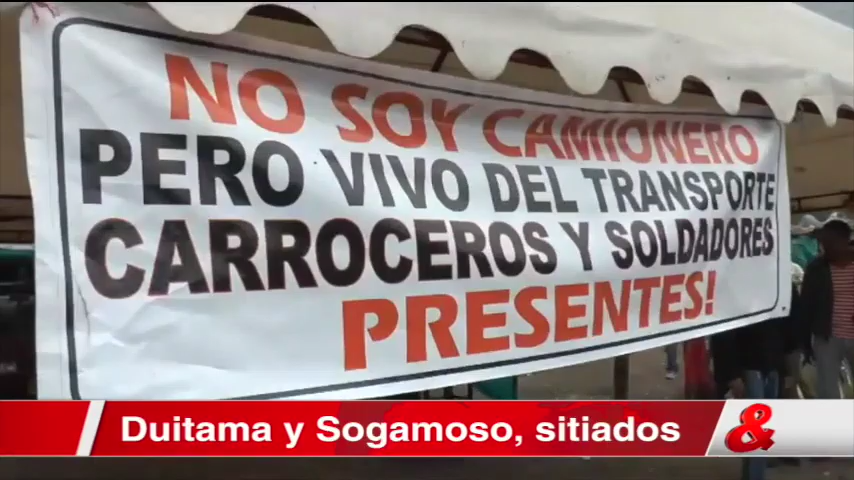 NO SOY CAMIONERO
PERO VIVO DEL TRANSPORTE
CARROCEROS Y SOLDADORES
PRESENTES!
Duitama y Sogamoso, sitiados
&